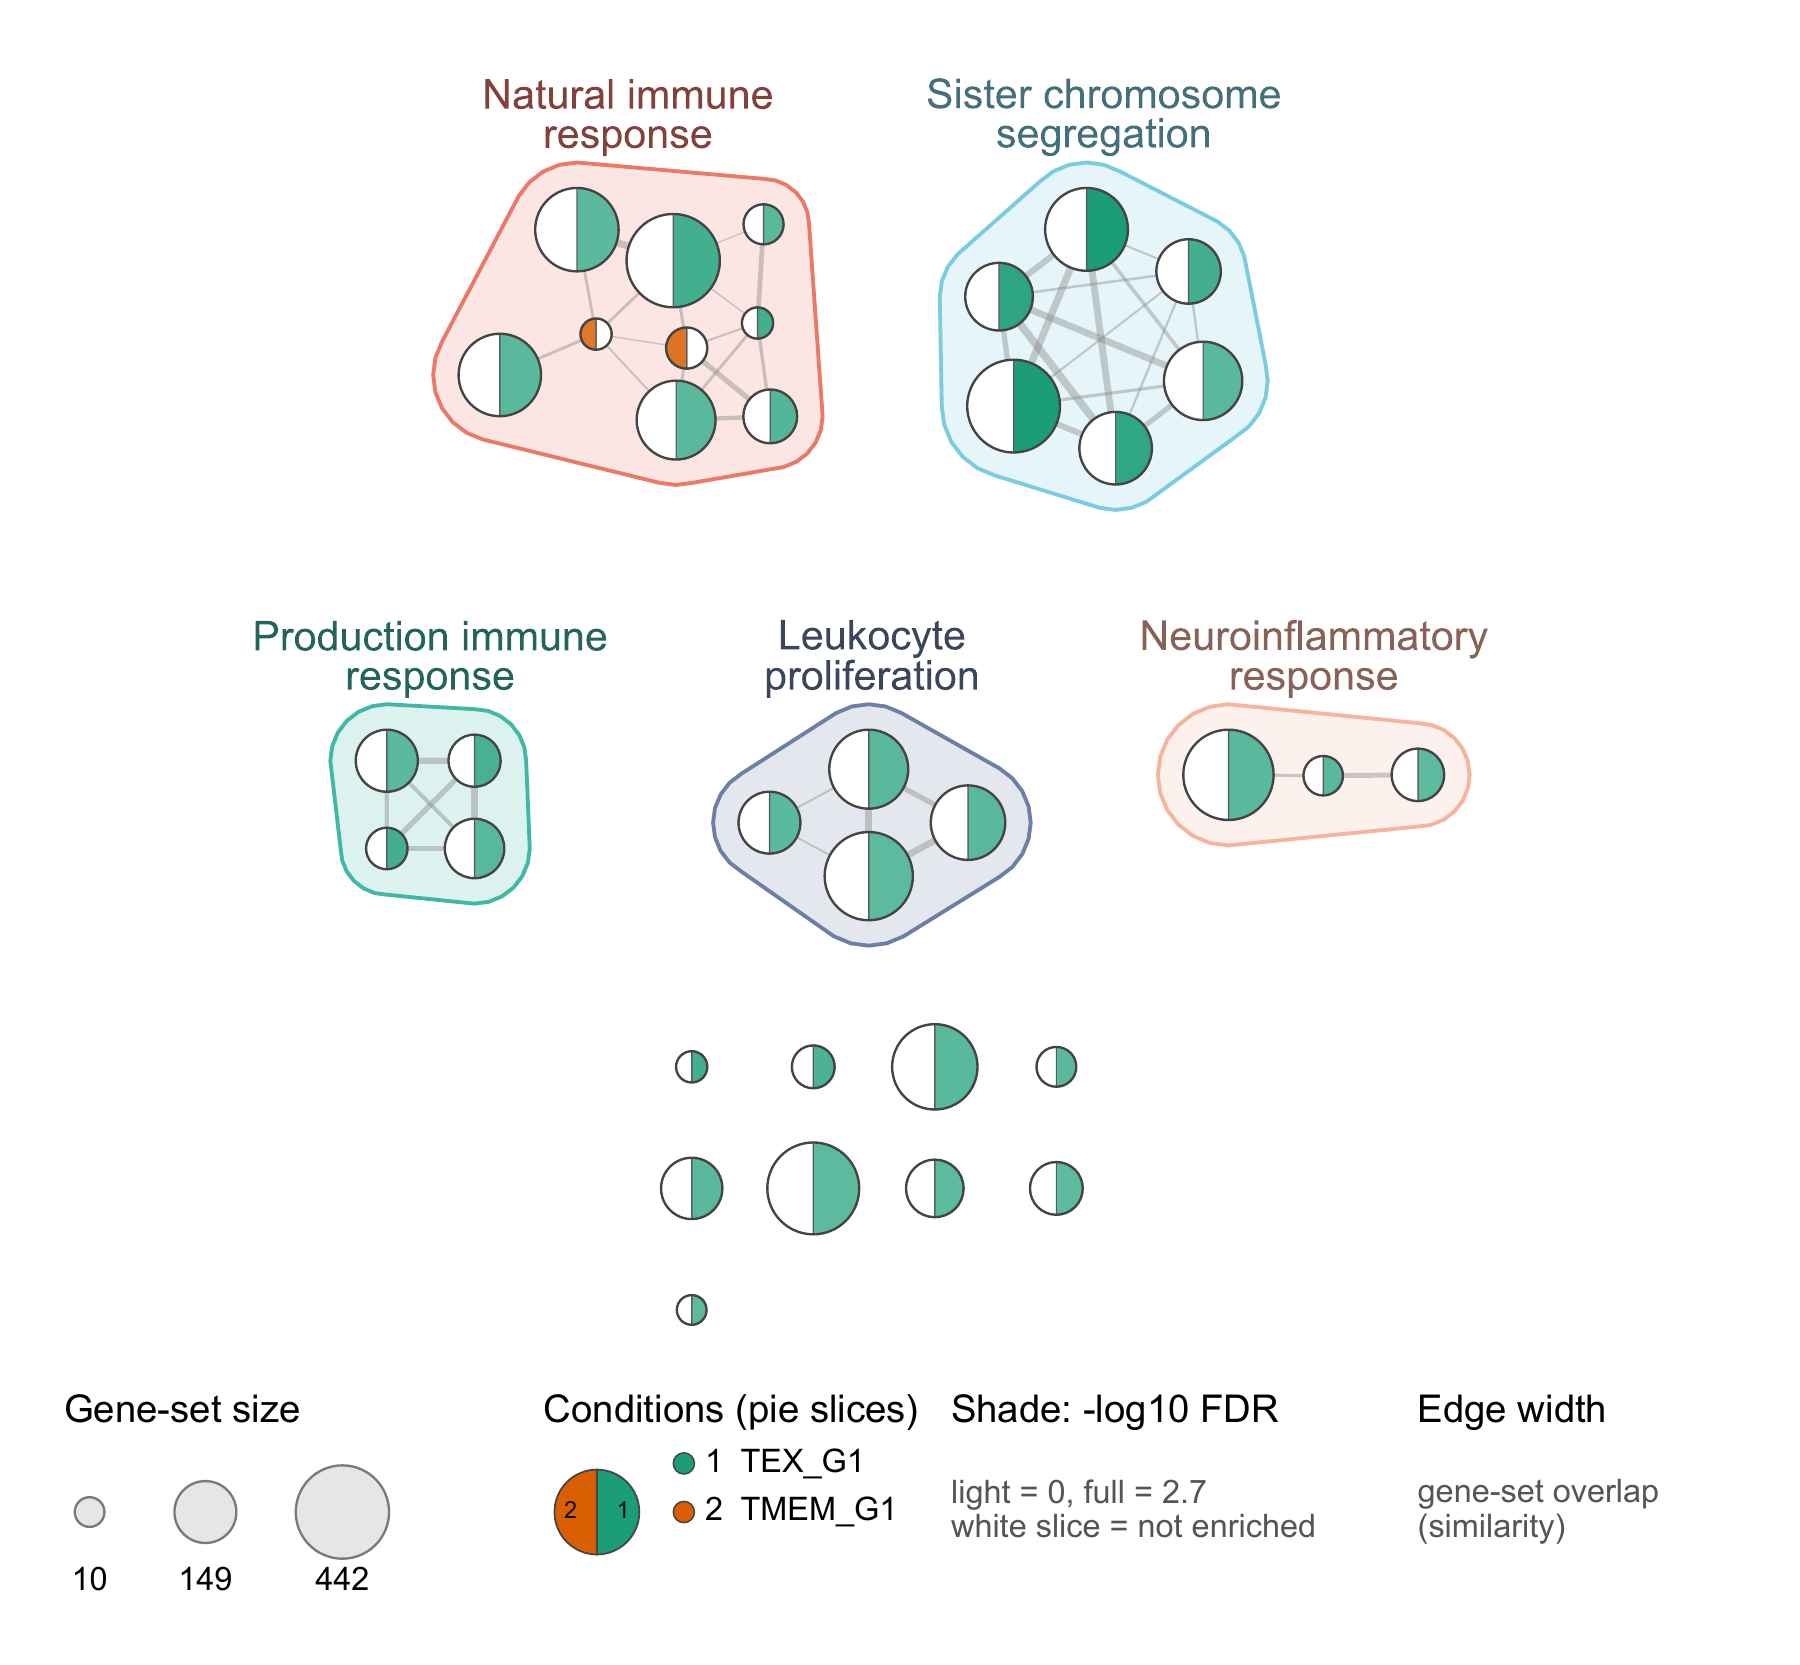 Natural immune
response
Sister chromosome
segregation
Production immune
response
Leukocyte
proliferation
Neuroinflammatory
response
Gene-set size
10
149
442
Conditions (pie slices)
2
1
1 TEX_G1
2 TMEM_G1
Shade: -log10 FDR
light = 0, full = 2.7
white slice = not enriched
Edge width
gene-set overlap
(similarity)